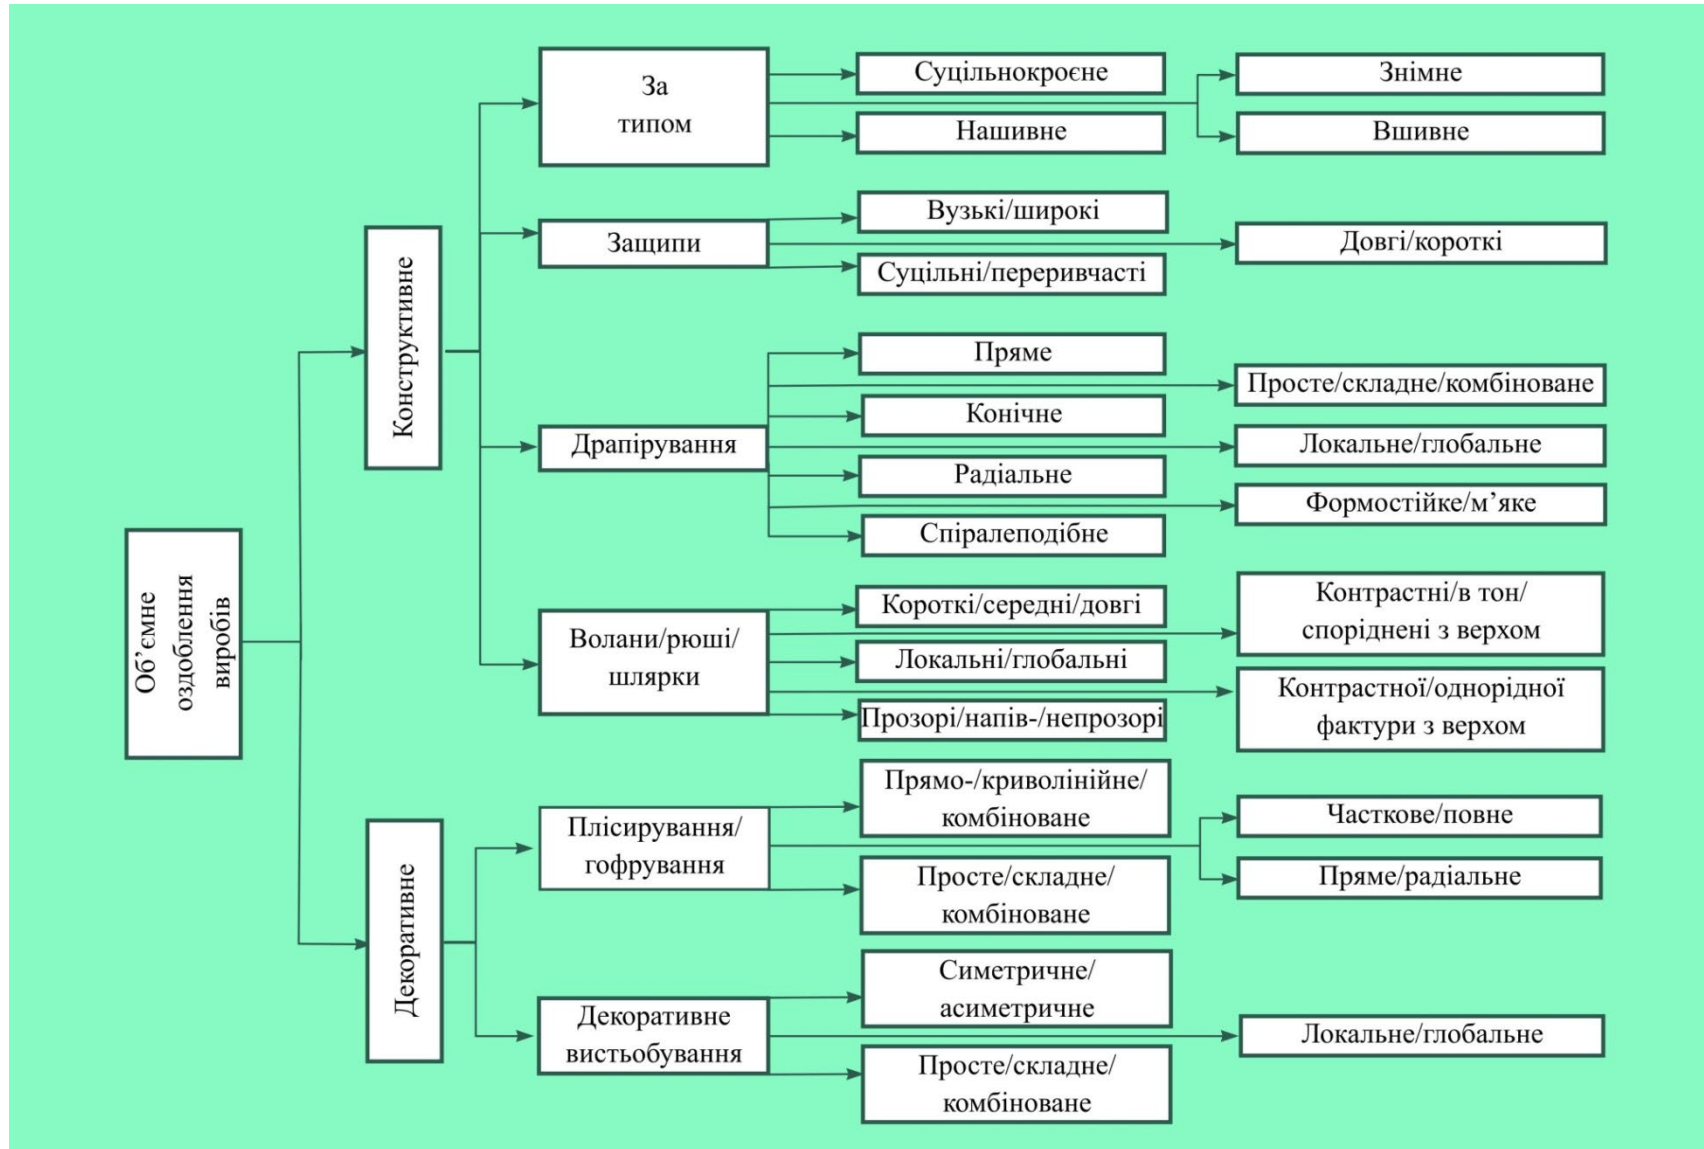 Об’ємне
оздоблення
виробів
Конструктивне
За
типом
Суцільнокроєне
Нашивне
Знімне
Вшивне
Защипи
Вузькі/широкі
Суцільні/переривчасті
Довгі/короткі
Драпірування
Пряме
Конічне
Радіальне
Спіралеподібне
Просте/складне/комбіноване
Локальне/глобальне
Формостійке/м’яке
Волани/рюші/
шлярки
Короткі/середні/довгі
Локальні/глобальні
Прозорі/напів-/непрозорі
Контрастні/в тон/
споріднені з верхом
Контрастної/однорідної
фактури з верхом
Декоративне
Плісирування/
гофрування
Прямо-/криволінійне/
комбіноване
Просте/складне/
комбіноване
Часткове/повне
Пряме/радіальне
Декоративне
вистьобування
Симетричне/
асиметричне
Просте/складне/
комбіноване
Локальне/глобальне